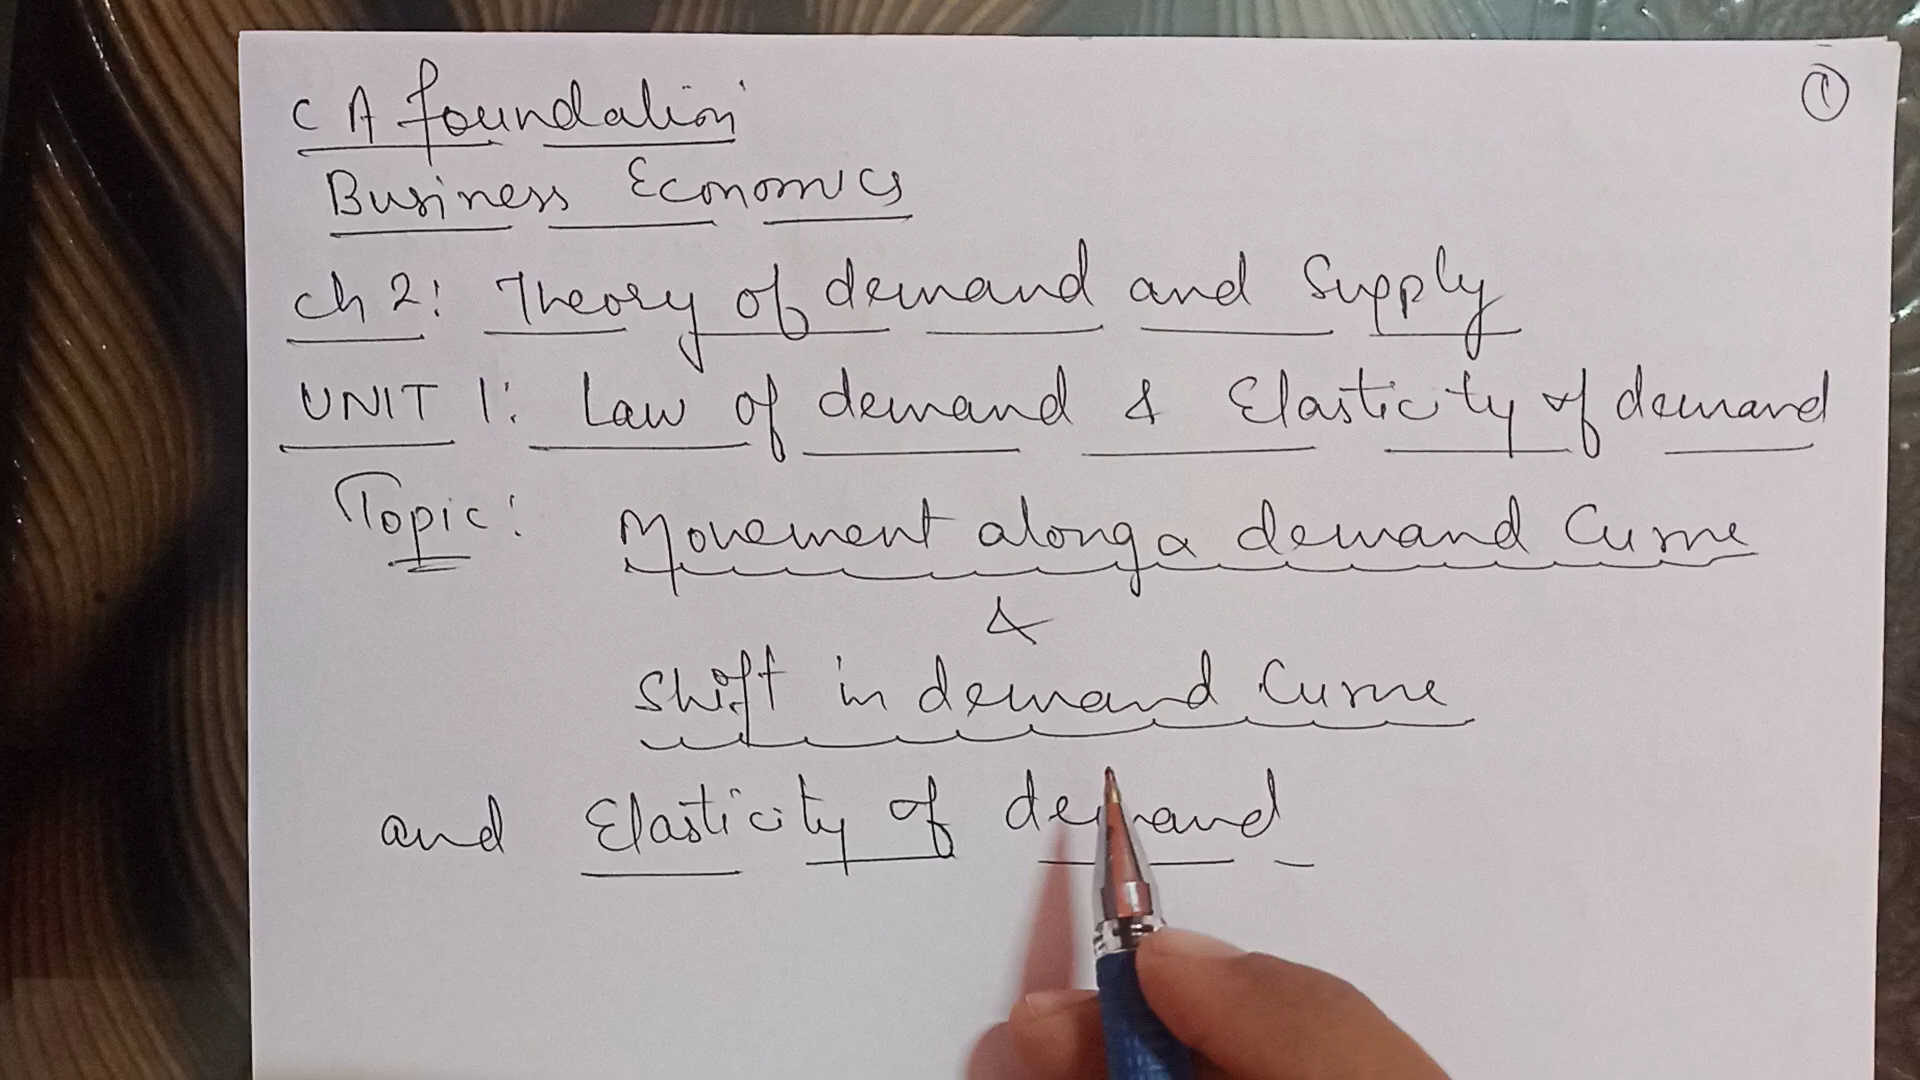 ①
CA foundation
Business Economics
Ch 2: Theory of demand and Supply
UNIT 1: Law of demand & Elasticity of demand
Topic: Movement along a demand Curve
&
Shift in demand Curve
and Elasticity of demand